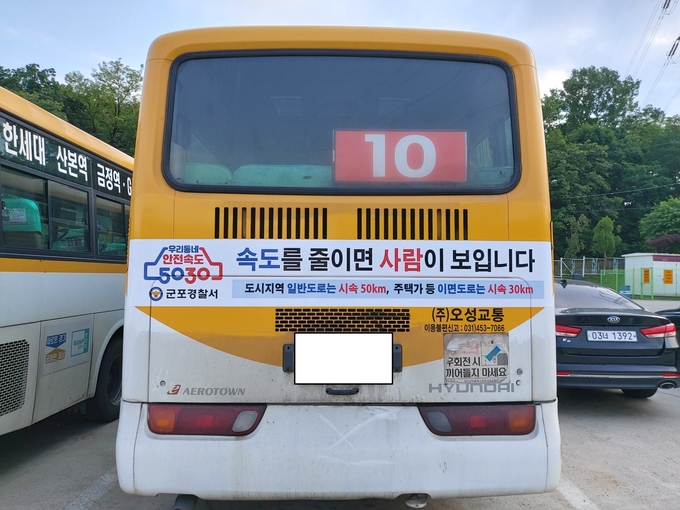 한세대 산본역 금정역
10
우리동네
안전속도
5030
군포경찰서
속도를 줄이면 사람이 보입니다
도시지역 일반도로는 시속 50km, 주택가 등 이면도로는 시속 30km
(주)오성교통
이용불편신고 : 031)453-7066
우회전 시
끼어들지 마세요
AEROTOWN
HYUNDAI
KIA
03너 1392